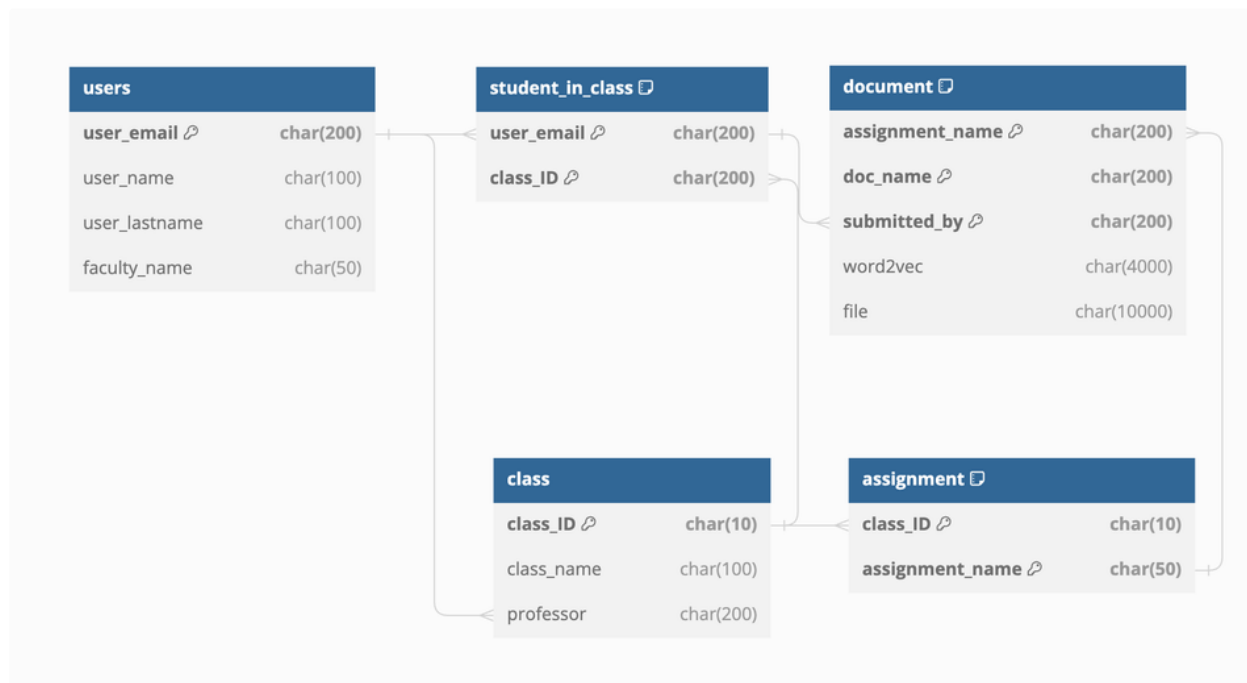 users
user_email char(200)
user_name char(100)
user_lastname char(100)
faculty_name char(50)
student_in_class
user_email char(200)
class_ID char(200)
document
assignment_name char(200)
doc_name char(200)
submitted_by char(200)
word2vec char(4000)
file char(10000)
class
class_ID char(10)
class_name char(100)
professor char(200)
assignment
class_ID char(10)
assignment_name char(50)